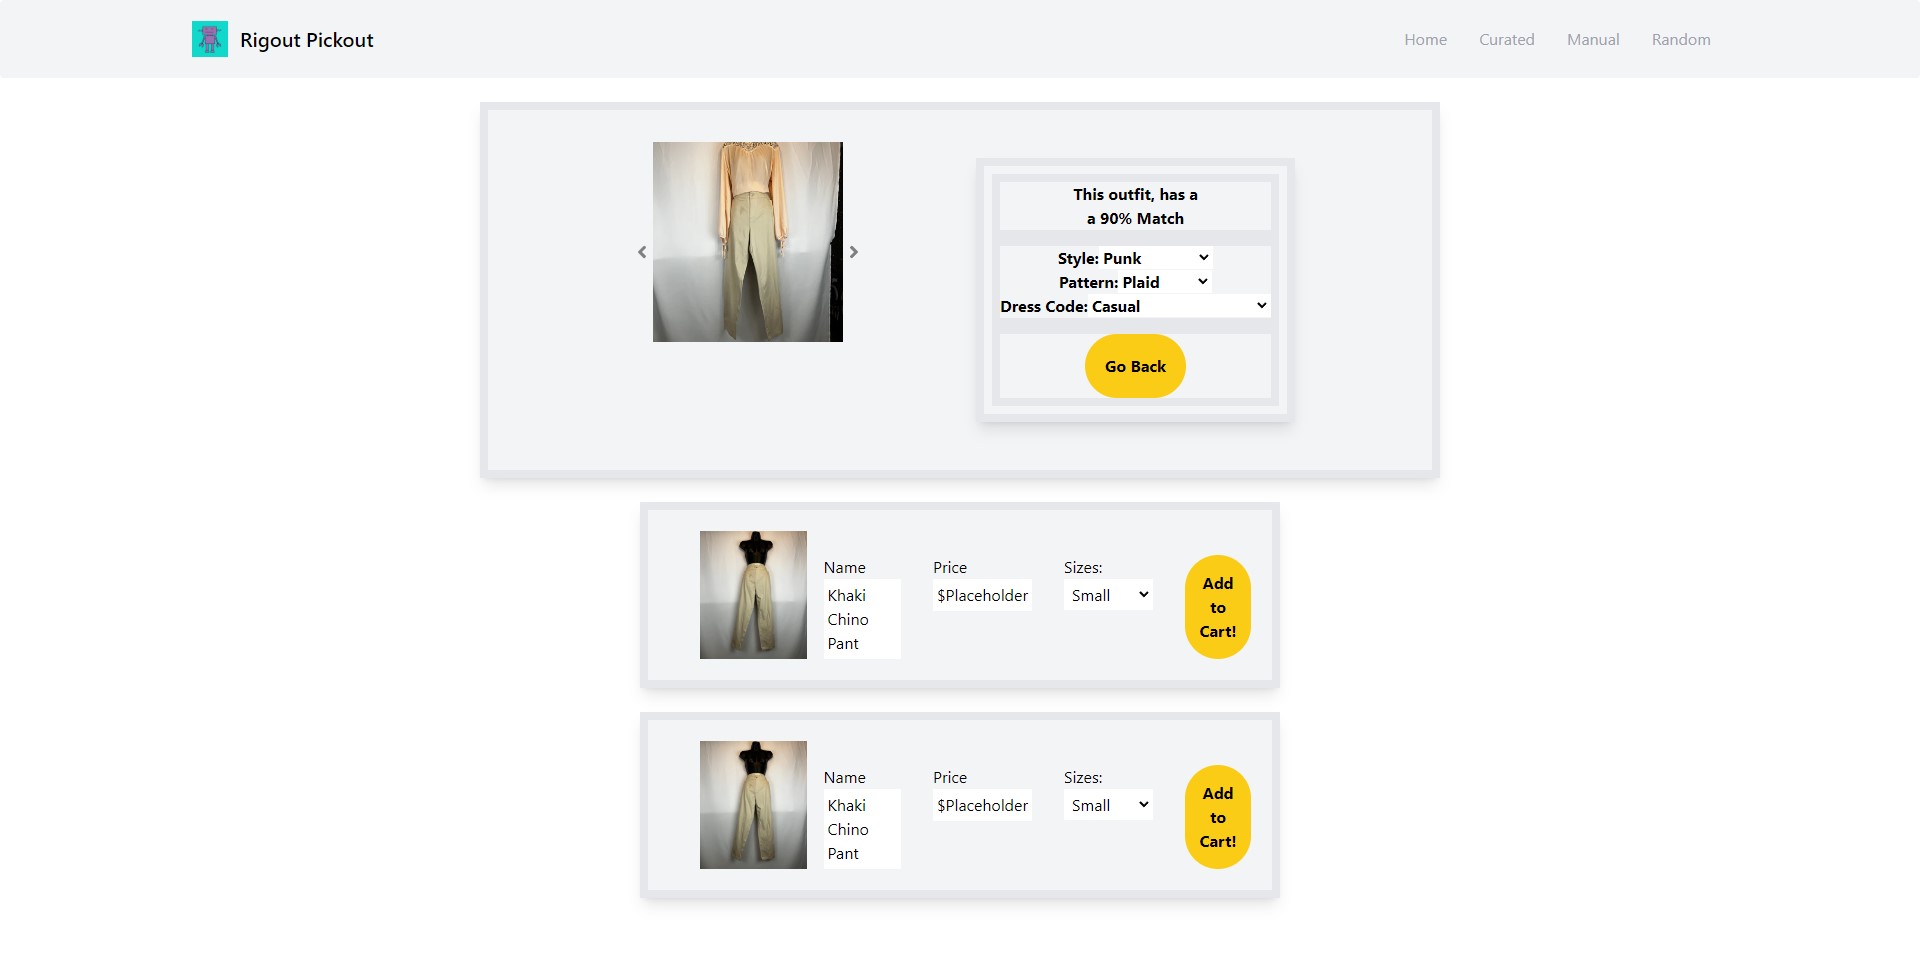 Rigout Pickout
Home Curated Manual Random
This outfit, has a
a 90% Match
Style: Punk
Pattern: Plaid
Dress Code: Casual
Go Back
Name Price Sizes:
Khaki
Chino
Pant
$Placeholder
Small
Add
to
Cart!
Name Price Sizes:
Khaki
Chino
Pant
$Placeholder
Small
Add
to
Cart!